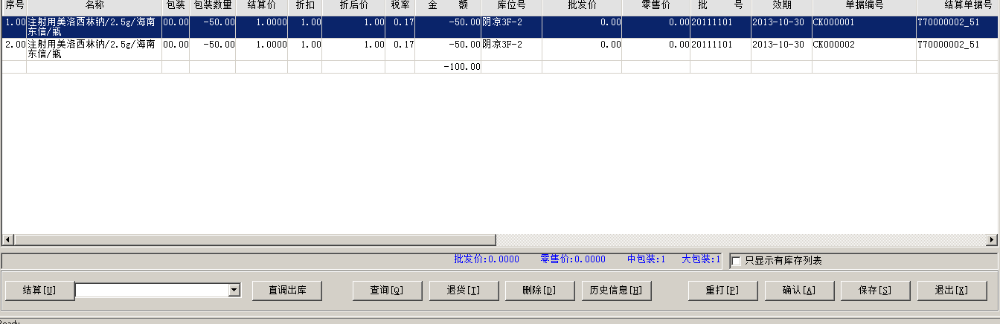 序号 名称 包装 包装数量 结算价 折扣 折后价 税率 金 额 库位号 批发价 零售价 批 号 效期 单据编号 结算单据号
1.00 注射用美洛西林钠/2.5g/海南东信/瓶 00.00 -50.00 1.0000 1.00 1.00 0.17 -50.00 阴凉3F-2 0.00 0.00 20111101 2013-10-30 CK000001 T70000002_51
2.00 注射用美洛西林钠/2.5g/海南东信/瓶 00.00 -50.00 1.0000 1.00 1.00 0.17 -50.00 阴凉3F-2 0.00 0.00 20111101 2013-10-30 CK000002 T70000002_51
-100.00
批发价:0.0000 零售价:0.0000 中包装:1 大包装:1 只显示有库存列表
结算[U] 直调出库 查询[Q] 退货[T] 删除[D] 历史信息[H] 重打[P] 确认[A] 保存[S] 退出[X]
Ready